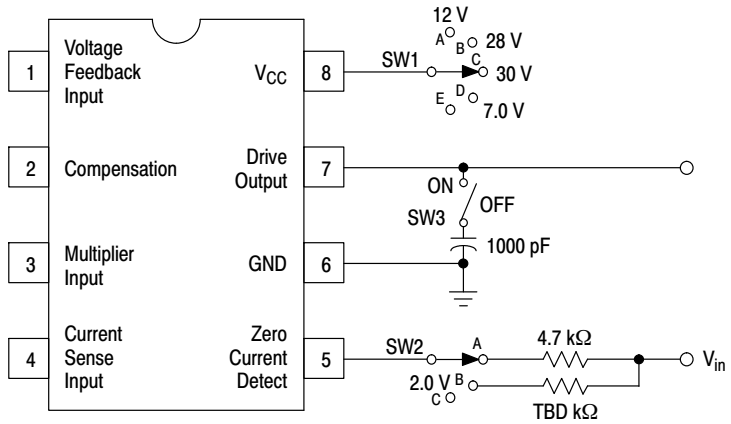 12 V
A
B
28 V
C
30 V
D
E
7.0 V
SW1
1
Voltage
Feedback
Input
VCC
8
2
Compensation
Drive
Output
7
ON
OFF
SW3
1000 pF
3
Multiplier
Input
GND
6
4
Current
Sense
Input
Zero
Current
Detect
5
SW2
A
4.7 kΩ
Vin
2.0 V
B
C
TBD kΩ